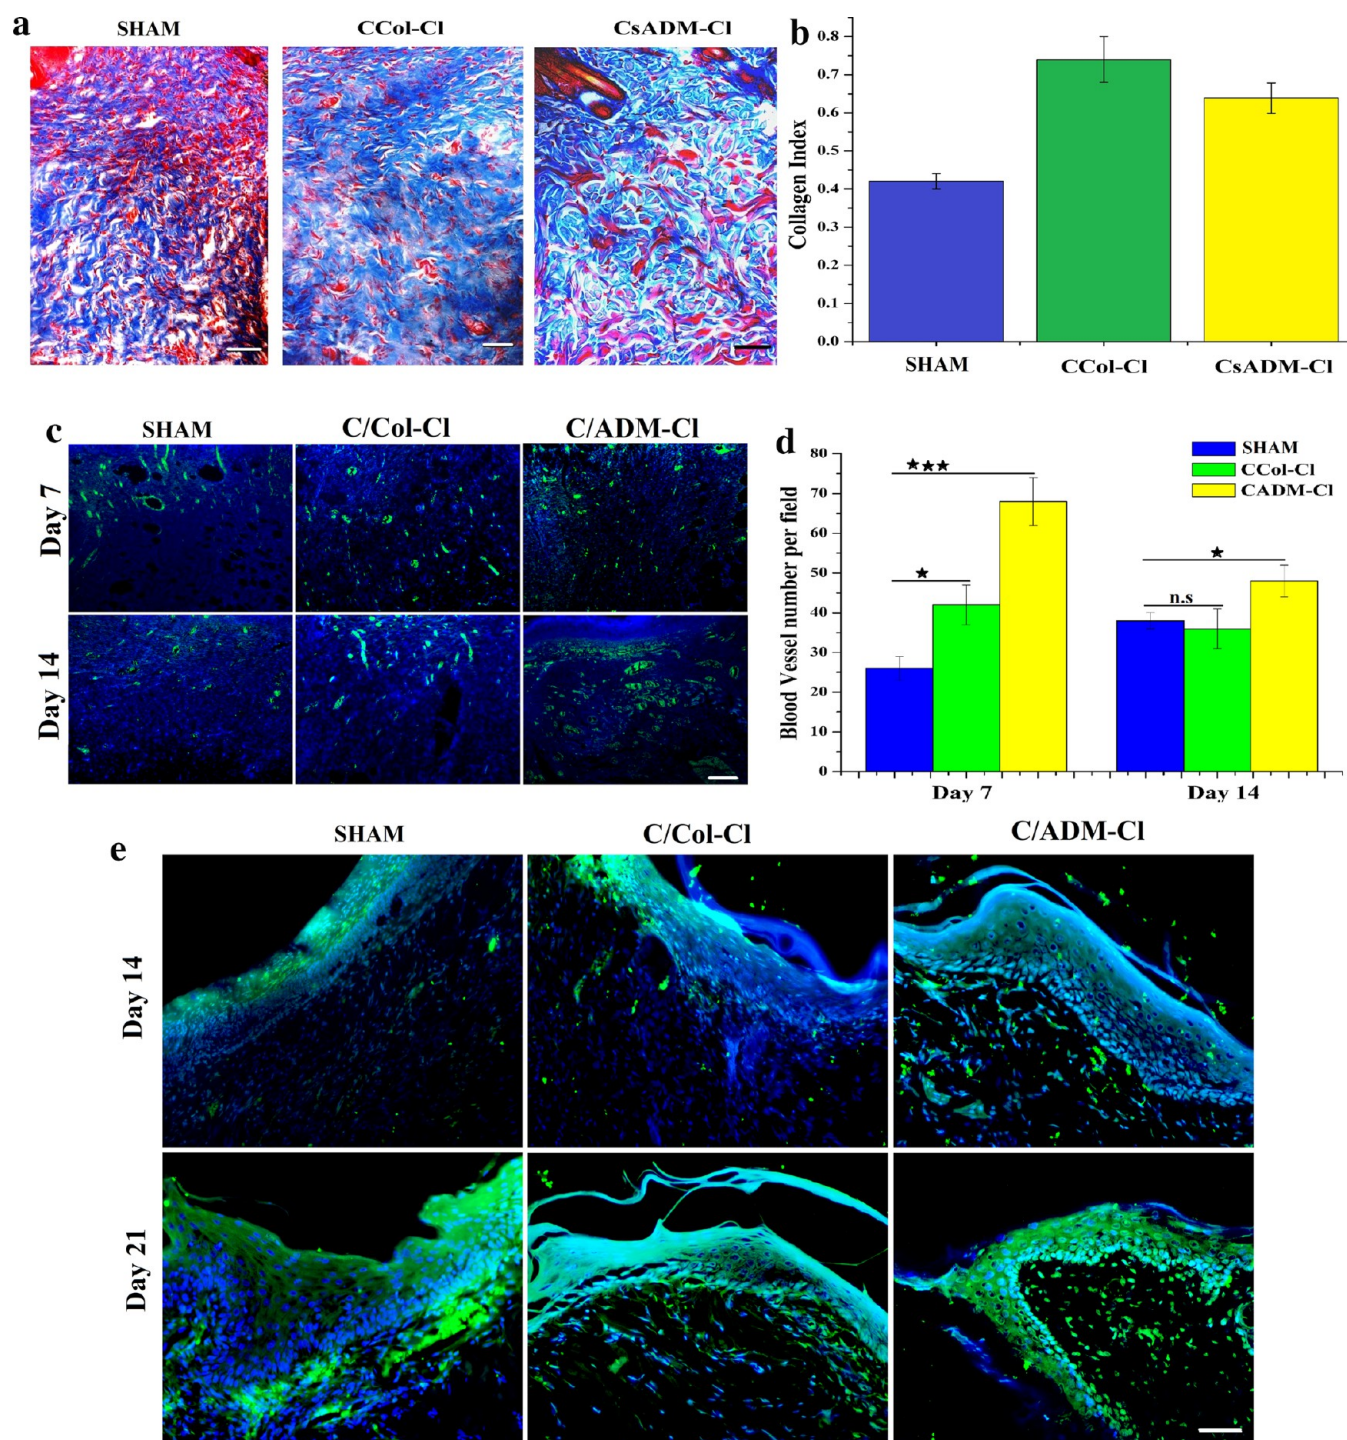 a
SHAM
CCol-Cl
CsADM-Cl
b
Collagen Index
0.8
0.7
0.6
0.5
0.4
0.3
0.2
0.1
0.0
SHAM
CCol-Cl
CsADM-Cl
c
SHAM
C/Col-Cl
C/ADM-Cl
Day 7
Day 14
d
SHAM
CCol-Cl
CADM-Cl
Blood Vessel number per field
80
70
60
50
40
30
20
10
0
★★★
★
★
n.s
Day 7
Day 14
e
SHAM
C/Col-Cl
C/ADM-Cl
Day 14
Day 21